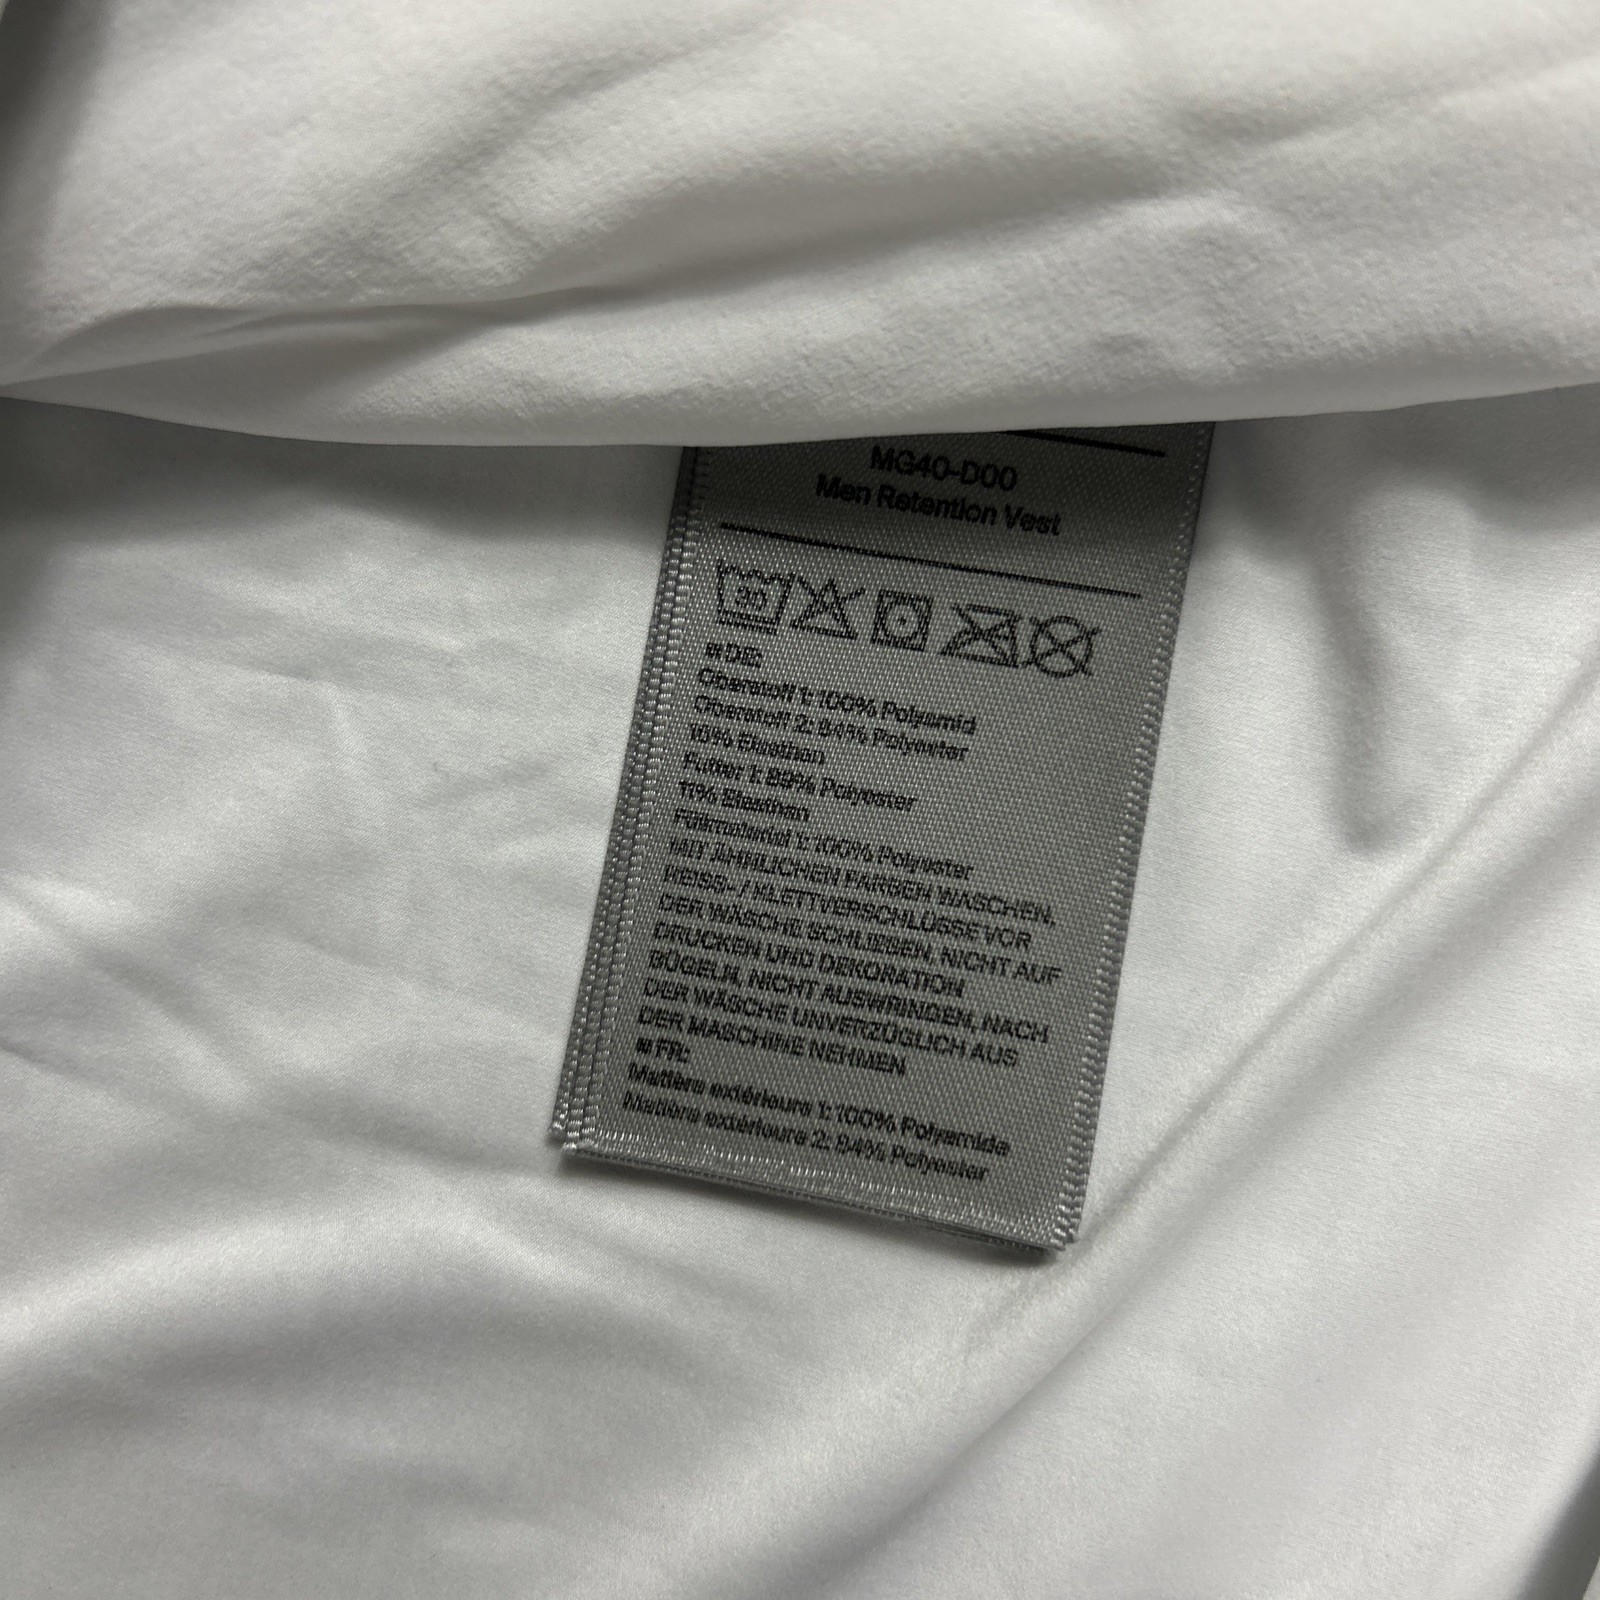 MG40-D00
Men Retention Vest
30
DE:
Oberstoff 1: 100% Polyamid
Oberstoff 2: 84% Polyester
16% Elasthan
Futter 1: 89% Polyester
11% Elasthan
Füllmaterial 1: 100% Polyester
MIT ÄHNLICHEN FARBEN WASCHEN,
REISS- / KLETTVERSCHLÜSSE VOR
DER WÄSCHE SCHLIEẞEN, NICHT AUF
DRUCKEN UND DEKORATION
BÜGELN, NICHT AUSWRINGEN, NACH
DER WÄSCHE UNVERZÜGLICH AUS
DER MASCHINE NEHMEN
FR:
Matière extérieure 1: 100% Polyamide
Matière extérieure 2: 84% Polyester